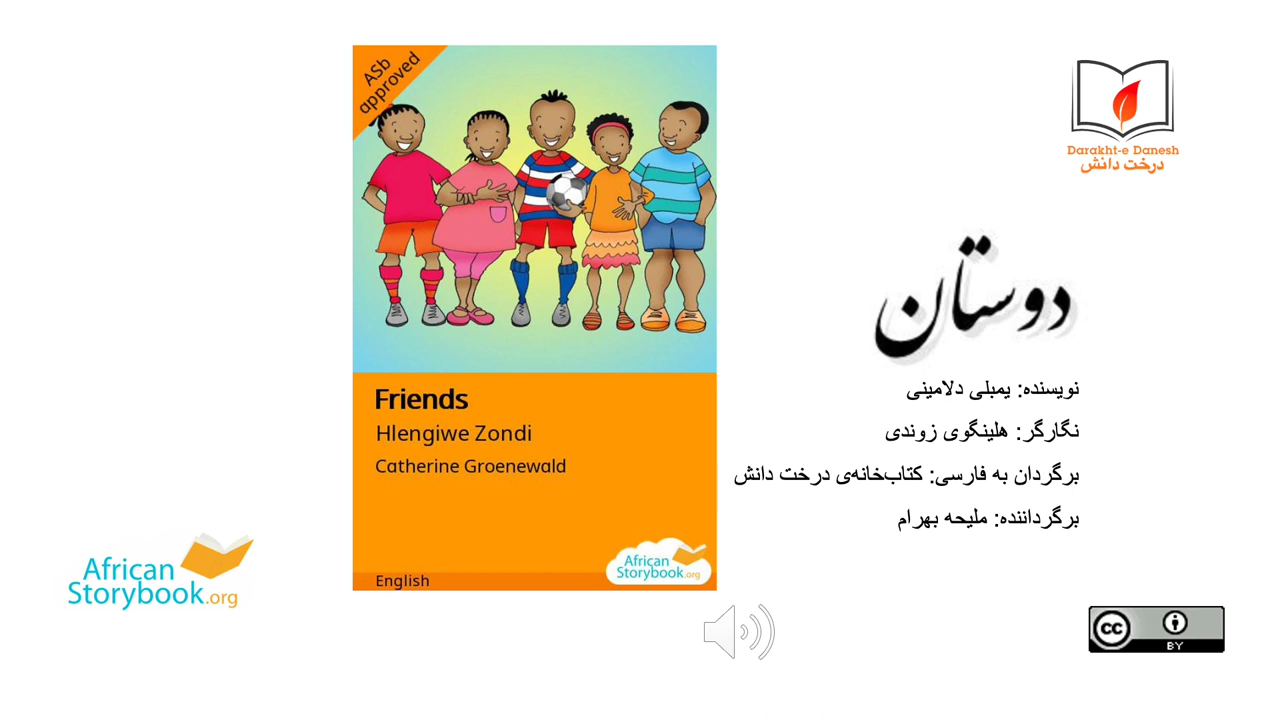 ASb
approved
Friends
Hlengiwe Zondi
Catherine Groenewald
English
African
Storybook.org
African
Storybook.org
Darakht-e Danesh
درخت دانش
دوستان
نویسنده: یمبلی دلامینی
نگارگر: هلینگوی زوندی
برگردان به فارسی: کتاب‌خانه‌ی درخت دانش
برگرداننده: ملیحه بهرام
cc
BY